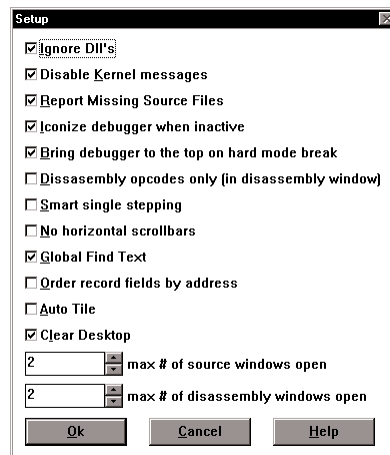 Setup
Ignore Dll's
Disable Kernel messages
Report Missing Source Files
Iconize debugger when inactive
Bring debugger to the top on hard mode break
Dissasembly opcodes only (in disassembly window)
Smart single stepping
No horizontal scrollbars
Global Find Text
Order record fields by address
Auto Tile
Clear Desktop
2 max # of source windows open
2 max # of disassembly windows open
Ok Cancel Help